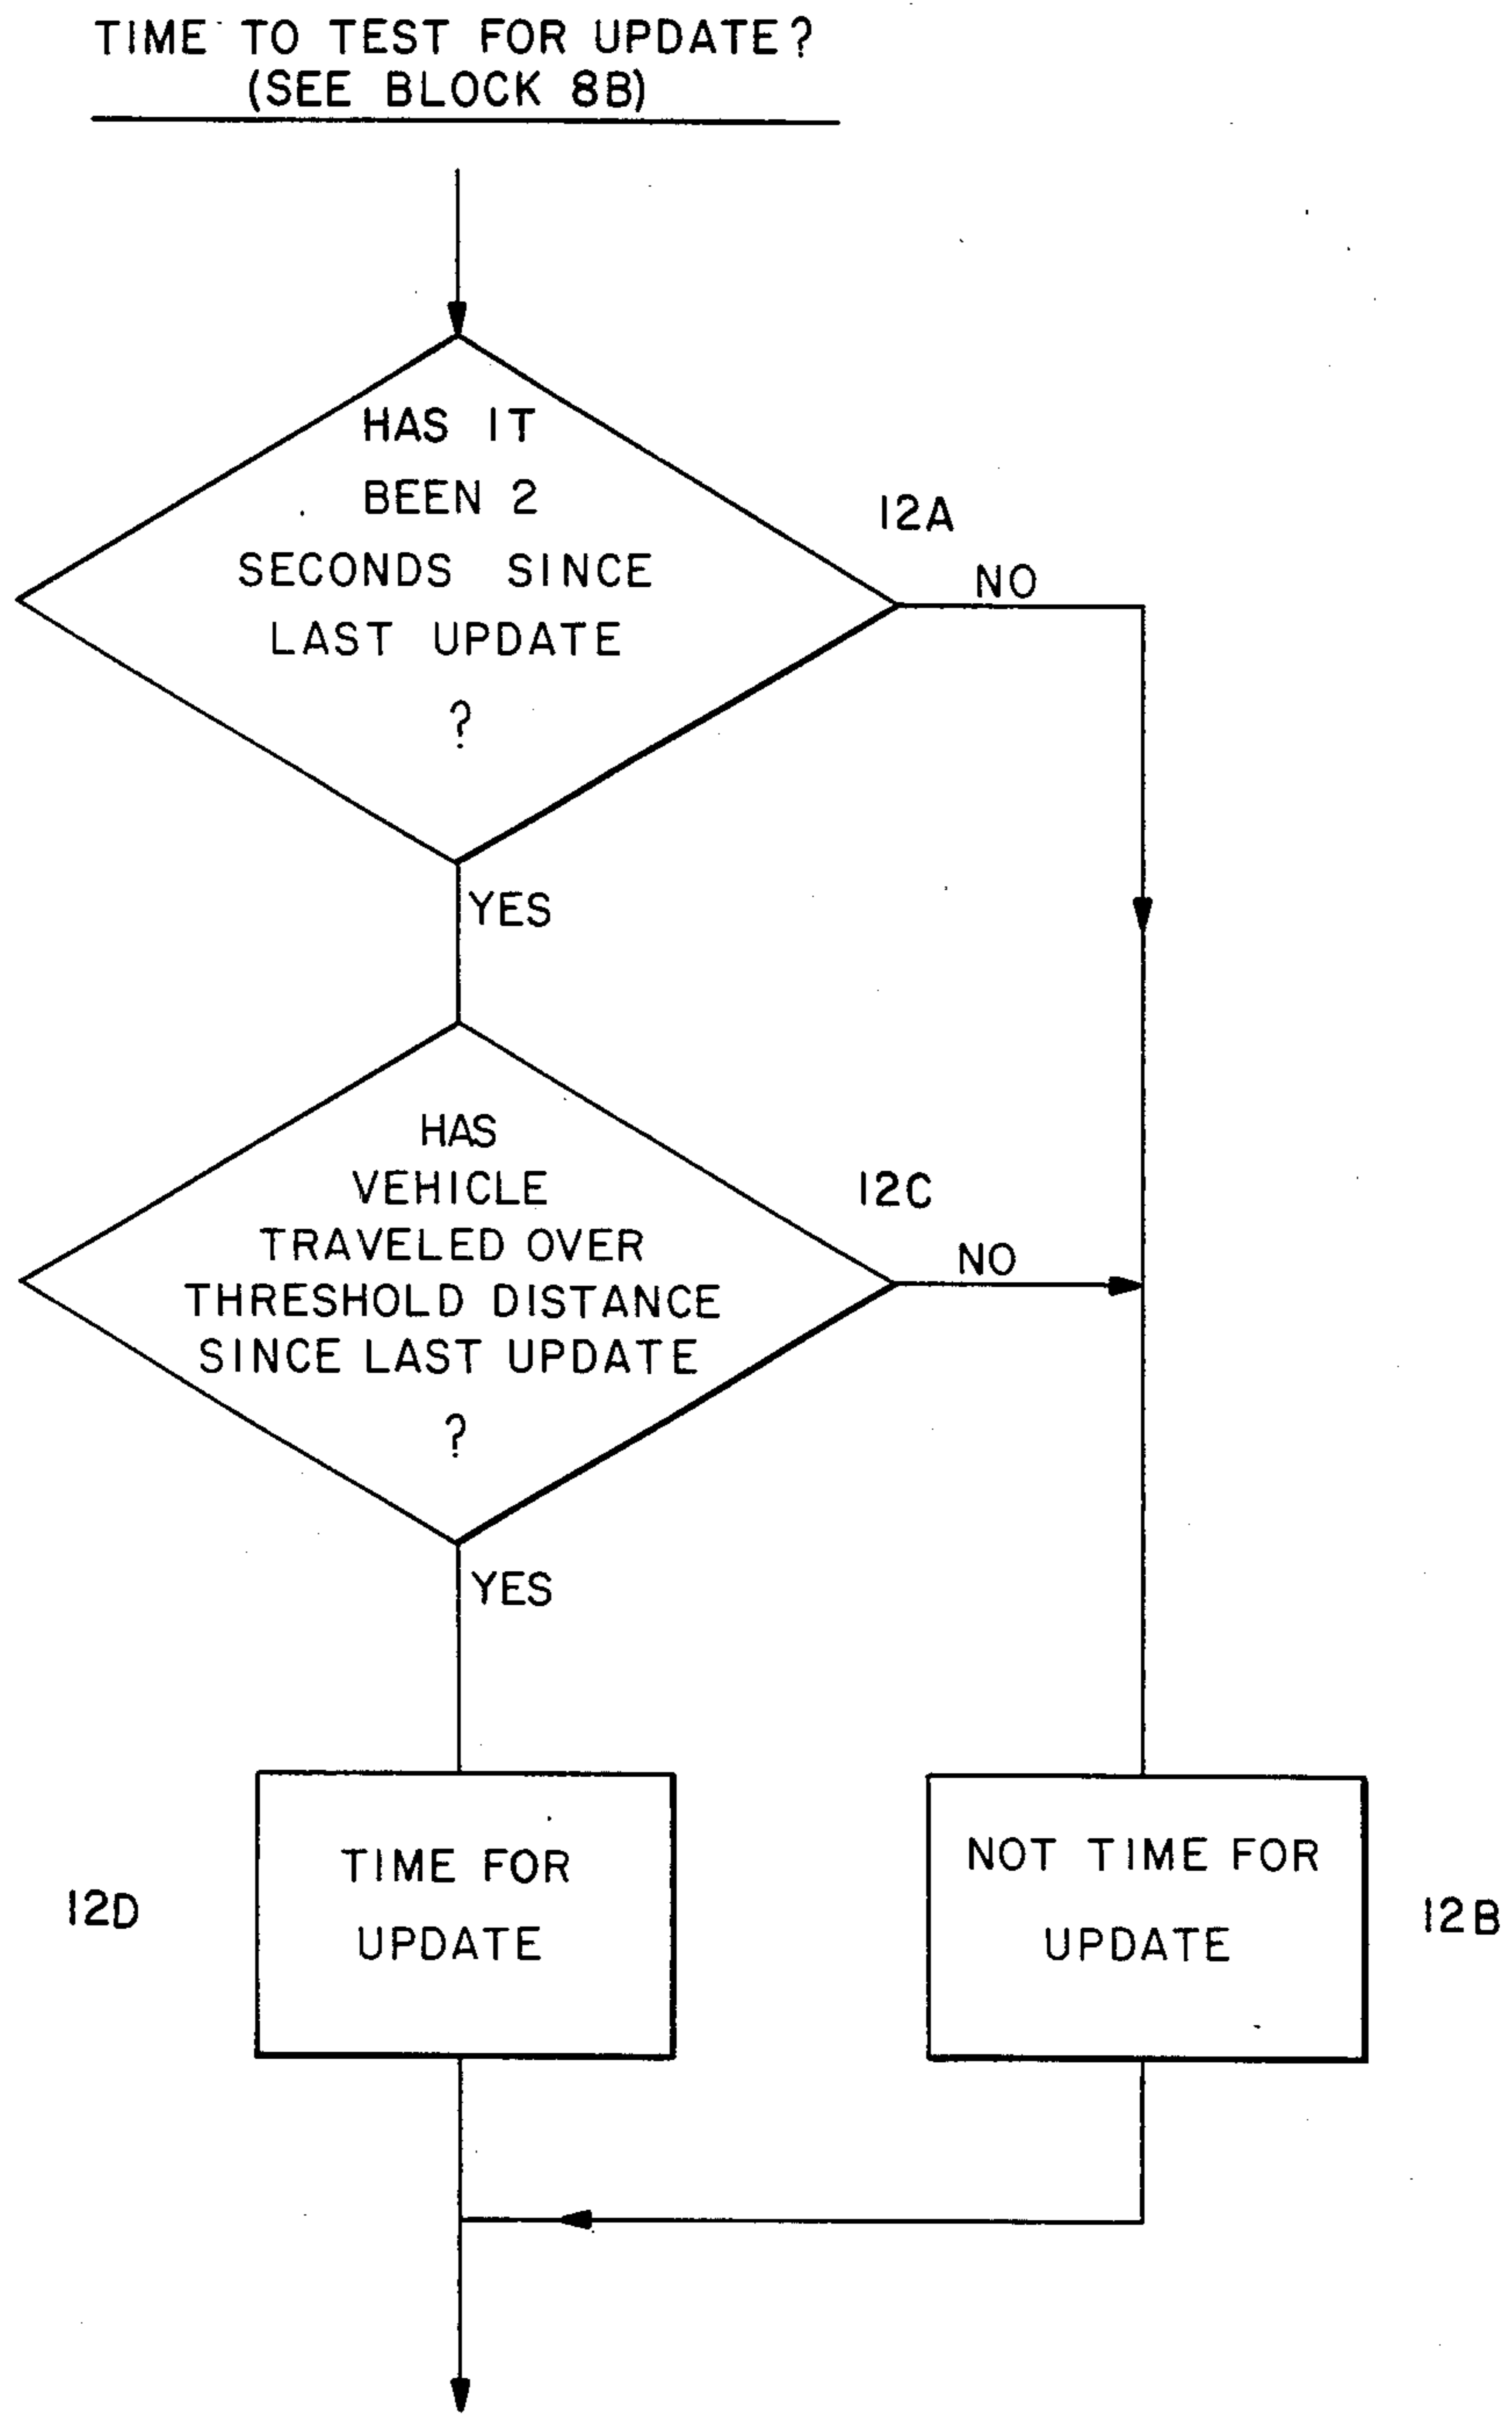 TIME TO TEST FOR UPDATE?
(SEE BLOCK 8B)
HAS IT
BEEN 2
SECONDS SINCE
LAST UPDATE
?
12A
NO
YES
HAS
VEHICLE
TRAVELED OVER
THRESHOLD DISTANCE
SINCE LAST UPDATE
?
12C
NO
YES
TIME FOR
UPDATE
12D
NOT TIME FOR
UPDATE
12B